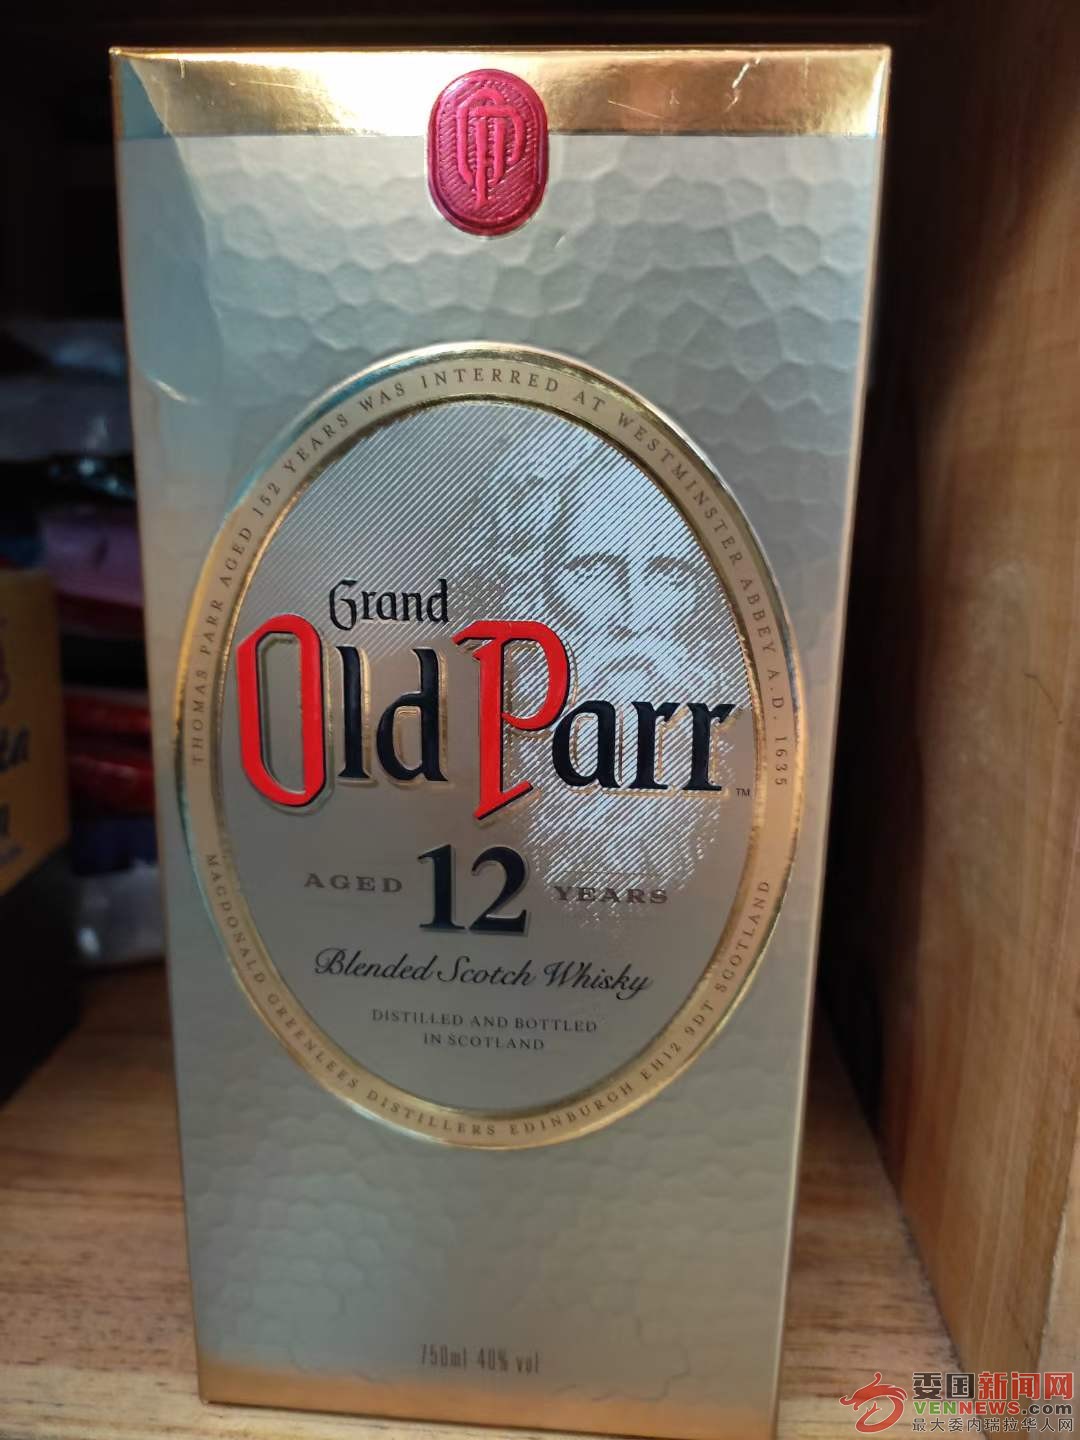 THOMAS PARR AGED 152 YEARS WAS INTERRED AT WESTMINSTER ABBEY A.D. 1635
Grand
Old Parr
TM
AGED 12 YEARS
Blended Scotch Whisky
DISTILLED AND BOTTLED
IN SCOTLAND
MACDONALD GREENLEES DISTILLERS EDINBURGH EH12 9DT SCOTLAND
750ml 40% vol
委国新闻网
VENNEWS.com
最大委内瑞拉华人网